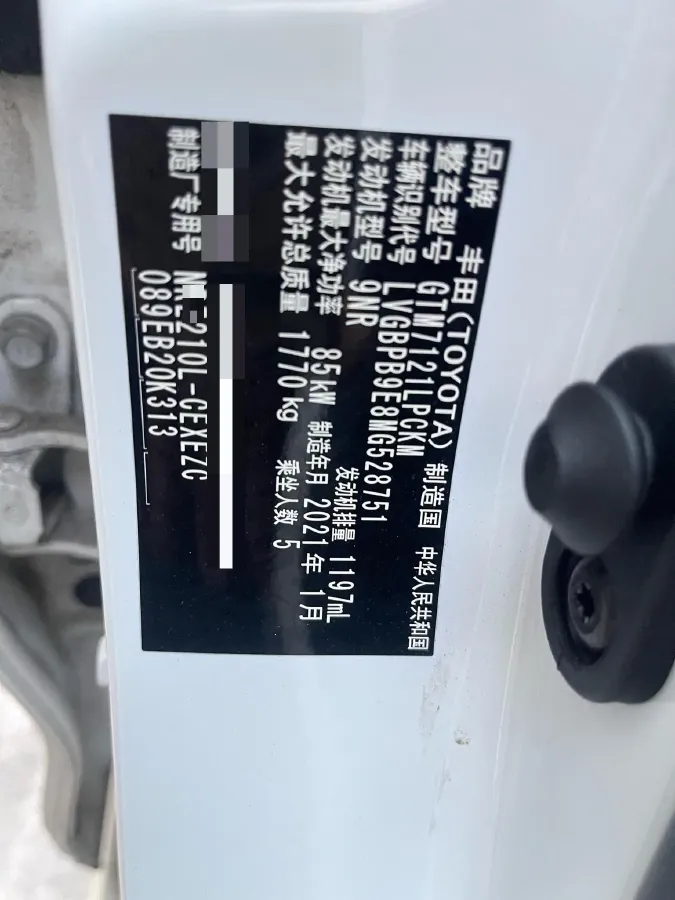 品牌 丰田(TOYOTA) 制造国 中华人民共和国
整车型号 GTM7121LPCKM
车辆识别代号 LVGBPB9E8MG528751
发动机型号 9NR 发动机排量 1197mL
发动机最大净功率 85kW 制造年月 2021年 1月
最大允许总质量 1770kg 乘坐人数 5
制造厂专用号 210L-CEXEZC
089EB20K313